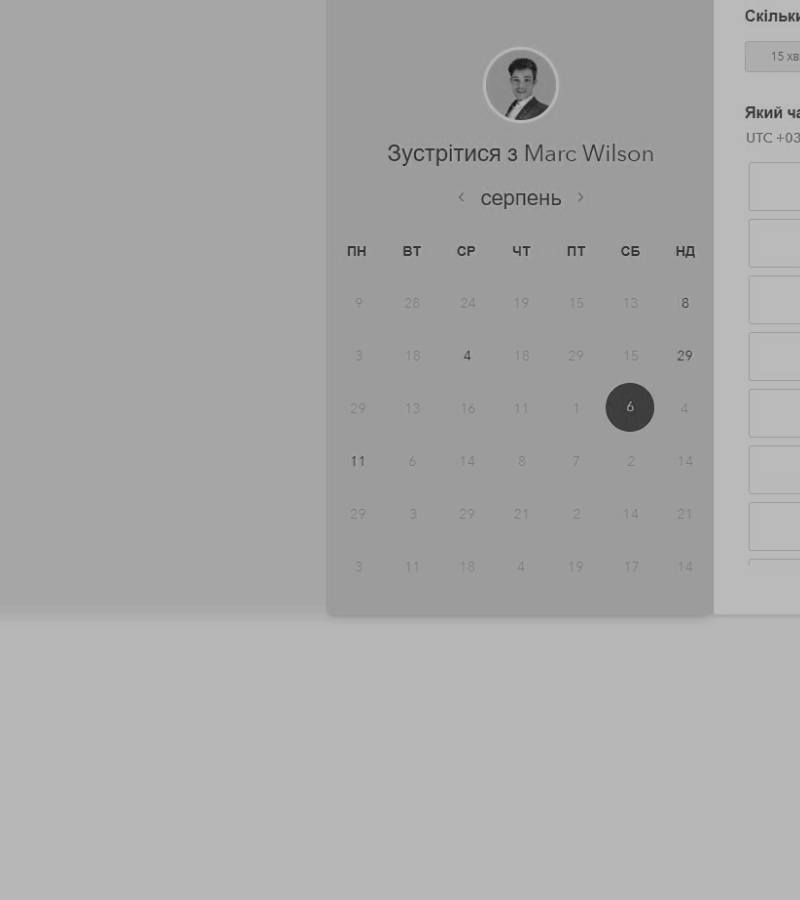 Зустрітися з Marc Wilson
серпень
ПН ВТ СР ЧТ ПТ СБ НД
9 28 24 19 15 13 8
3 18 4 18 29 15 29
29 13 16 11 1 6 4
11 6 14 8 7 2 14
29 3 29 21 2 14 21
3 11 18 4 19 17 14
Скільки
15 хв
Який ча
UTC +03